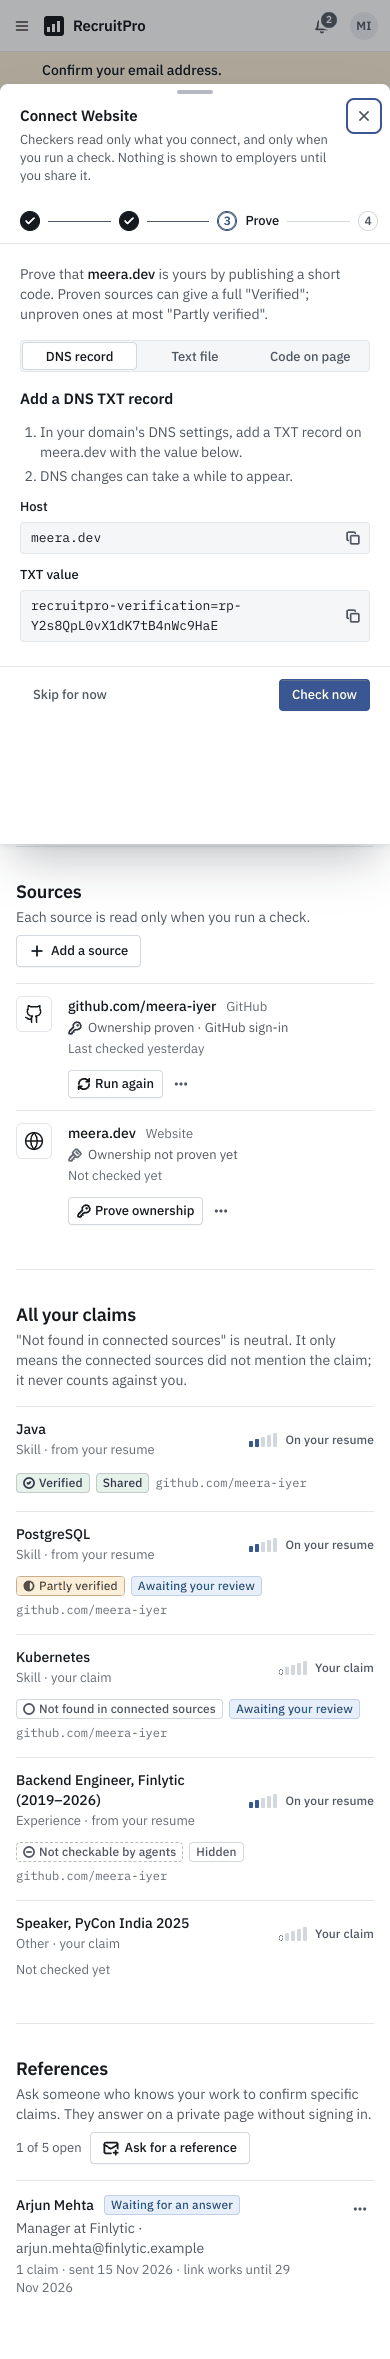 RecruitPro
2
MI
Confirm your email address.
Connect Website
Checkers read only what you connect, and only when
you run a check. Nothing is shown to employers until
you share it.
3 Prove 4
Prove that meera.dev is yours by publishing a short
code. Proven sources can give a full "Verified";
unproven ones at most "Partly verified".
DNS record Text file Code on page
Add a DNS TXT record
1. In your domain's DNS settings, add a TXT record on
meera.dev with the value below.
2. DNS changes can take a while to appear.
Host
meera.dev
TXT value
recruitpro-verification=rp-
Y2s8QpL0vX1dK7tB4nWc9HaE
Skip for now Check now
Sources
Each source is read only when you run a check.
Add a source
github.com/meera-iyer GitHub
Ownership proven · GitHub sign-in
Last checked yesterday
Run again
meera.dev Website
Ownership not proven yet
Not checked yet
Prove ownership
All your claims
"Not found in connected sources" is neutral. It only
means the connected sources did not mention the claim;
it never counts against you.
Java
Skill · from your resume
On your resume
Verified Shared github.com/meera-iyer
PostgreSQL
Skill · from your resume
On your resume
Partly verified Awaiting your review
github.com/meera-iyer
Kubernetes
Skill · your claim
Your claim
Not found in connected sources Awaiting your review
github.com/meera-iyer
Backend Engineer, Finlytic
(2019–2026)
Experience · from your resume
On your resume
Not checkable by agents Hidden
github.com/meera-iyer
Speaker, PyCon India 2025
Other · your claim
Your claim
Not checked yet
References
Ask someone who knows your work to confirm specific
claims. They answer on a private page without signing in.
1 of 5 open Ask for a reference
Arjun Mehta Waiting for an answer
Manager at Finlytic ·
arjun.mehta@finlytic.example
1 claim · sent 15 Nov 2026 · link works until 29
Nov 2026